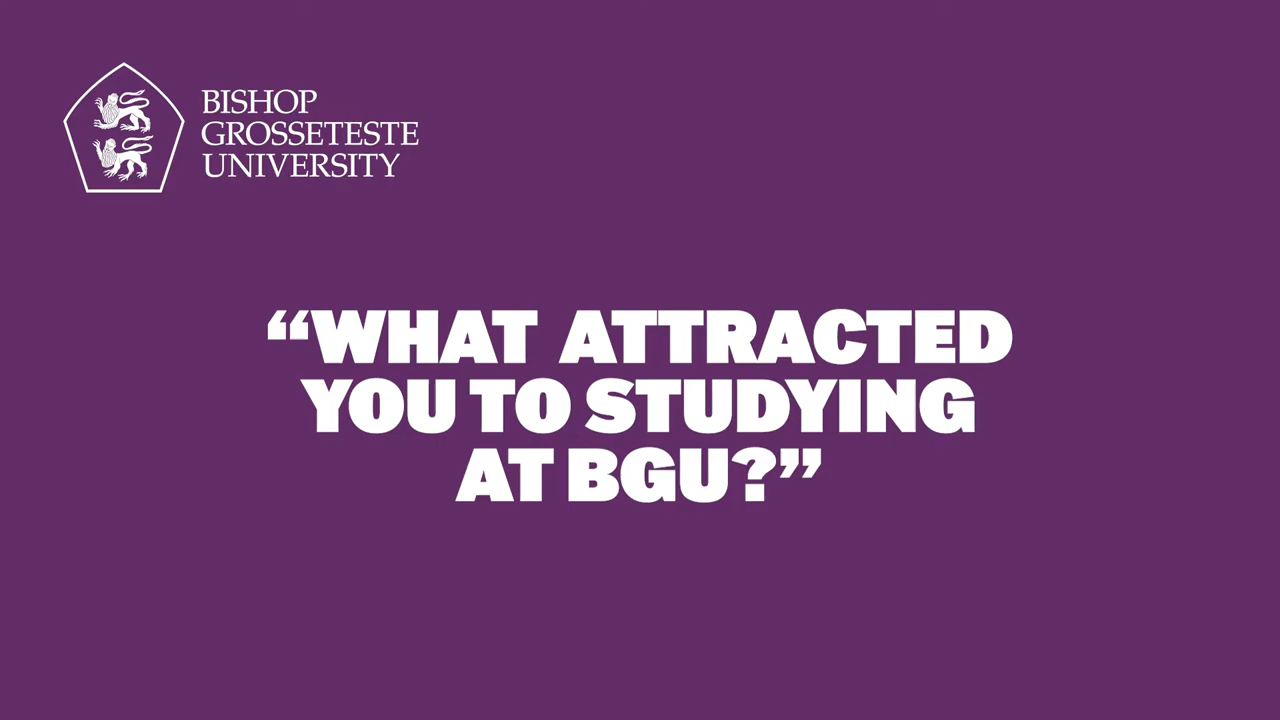 BISHOP
GROSSETESTE
UNIVERSITY
“WHAT ATTRACTED
YOU TO STUDYING
AT BGU?”